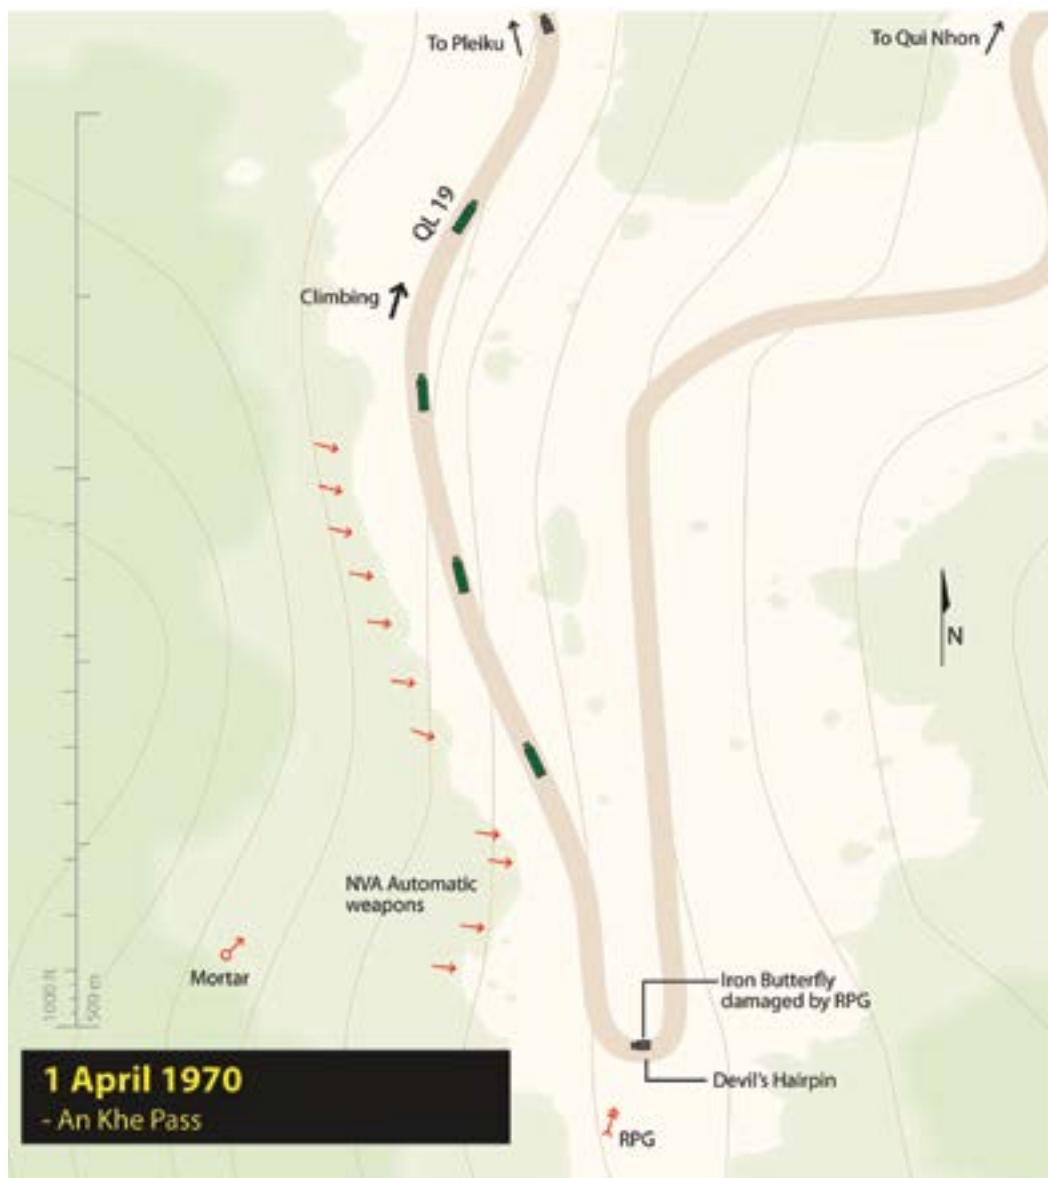 To Pleiku
To Qui Nhon
QL 19
Climbing
N
NVA Automatic
weapons
Mortar
1000 ft
500 m
Iron Butterfly
damaged by RPG
Devil's Hairpin
RPG
1 April 1970
- An Khe Pass